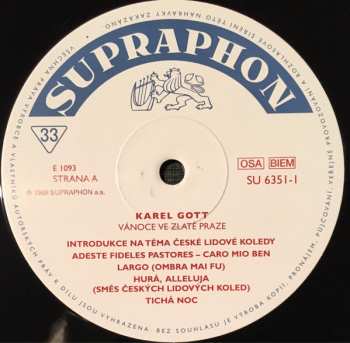 SUPRAPHON
33
E 1093
STRANA A
℗ 1969 SUPRAPHON a.s.
OSA BIEM
SU 6351-1
KAREL GOTT
VÁNOCE VE ZLATÉ PRAZE
INTRODUKCE NA TÉMA ČESKÉ LIDOVÉ KOLEDY
ADESTE FIDELES PASTORES – CARO MIO BEN
LARGO (OMBRA MAI FU)
HURÁ, ALLELUJA
(SMĚS ČESKÝCH LIDOVÝCH KOLED)
TICHÁ NOC
VŠECHNA PRÁVA VÝROBCE A VLASTNÍKŮ AUTORSKÝCH PRÁV K DÍLU JSOU VYHRAZENA. BEZ SOUHLASU JE VÝROBA KOPIÍ, PRONÁJEM, PŮJČOVÁNÍ, VEŘEJNÉ PROVOZOVÁNÍ A ROZHLASOVÉ ŠÍŘENÍ TÉTO NAHRÁVKY ZAKÁZÁNO.